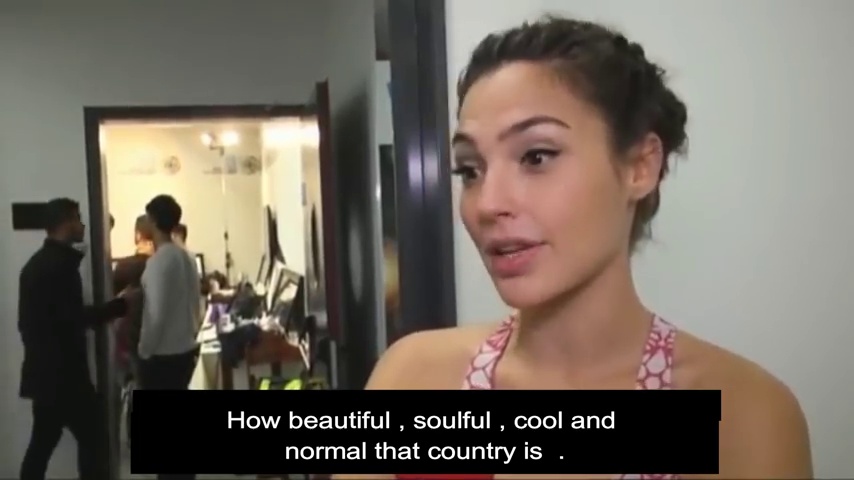 How beautiful , soulful , cool and
normal that country is .